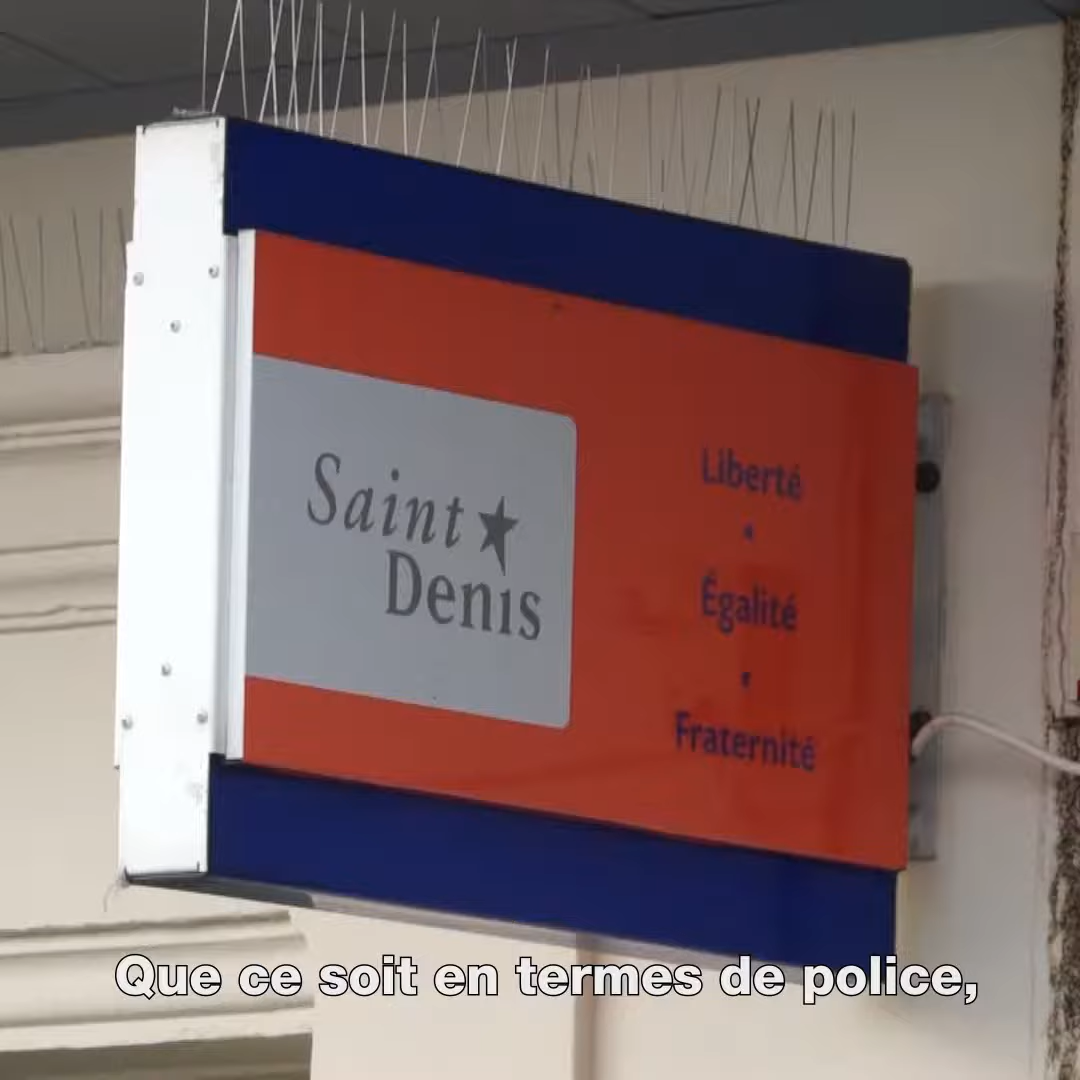 Saint
Denis
Liberté
Égalité
Fraternité
Que ce soit en termes de police,